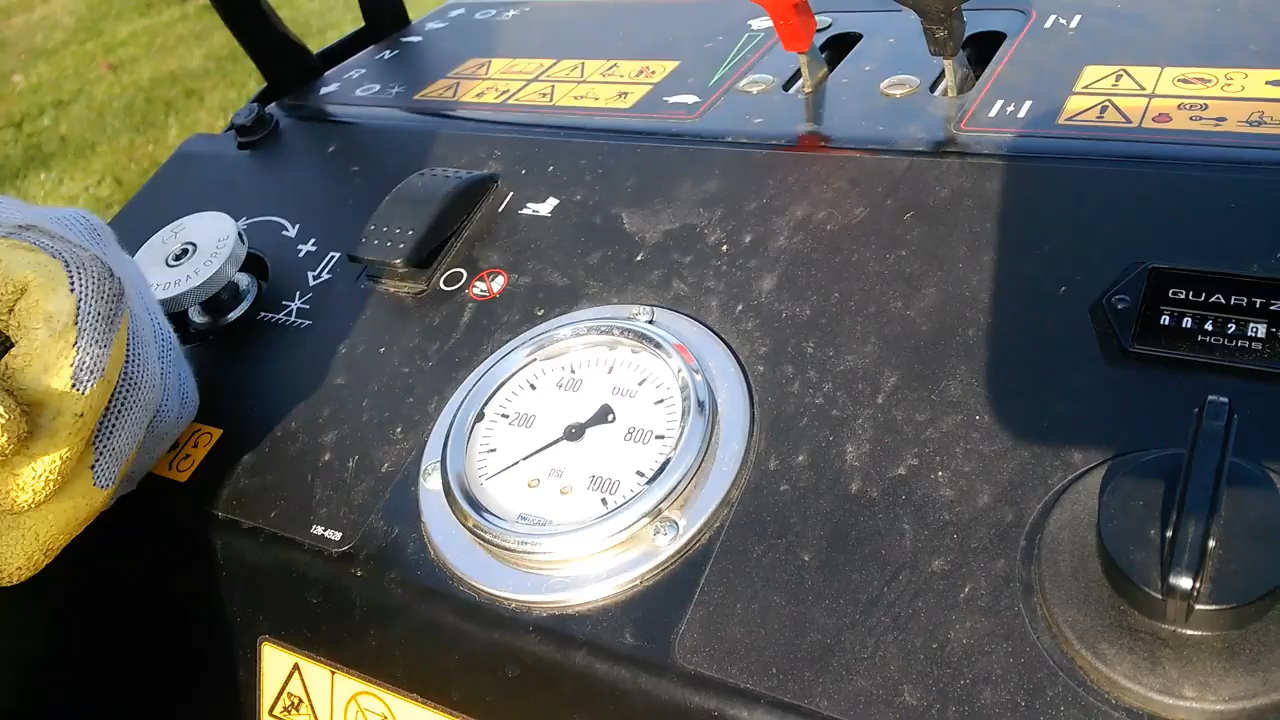 N
R
HYDRAFORCE
QUARTZ
HOURS
400
600
200
800
psi
1000
WIKA
126-4528